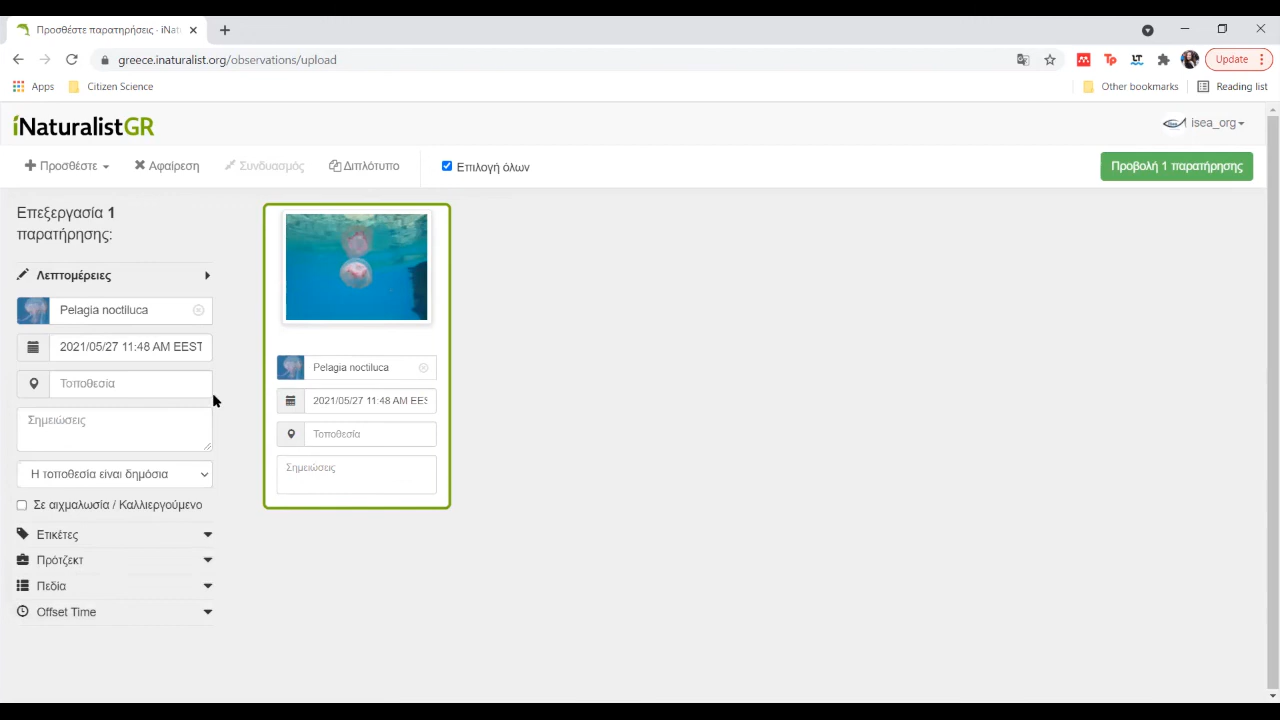 Προσθέστε παρατηρήσεις · iNat
greece.inaturalist.org/observations/upload
Update
Apps
Citizen Science
Other bookmarks
Reading list
iNaturalistGR
isea_org
Προσθέστε
Αφαίρεση
Συνδυασμός
Διπλότυπο
Επιλογή όλων
Προβολή 1 παρατήρησης
Επεξεργασία 1
παρατήρησης:
Λεπτομέρειες
Pelagia noctiluca
2021/05/27 11:48 AM EEST
Τοποθεσία
Σημειώσεις
Η τοποθεσία είναι δημόσια
Σε αιχμαλωσία / Καλλιεργούμενο
Ετικέτες
Πρότζεκτ
Πεδία
Offset Time
Pelagia noctiluca
2021/05/27 11:48 AM EES
Τοποθεσία
Σημειώσεις